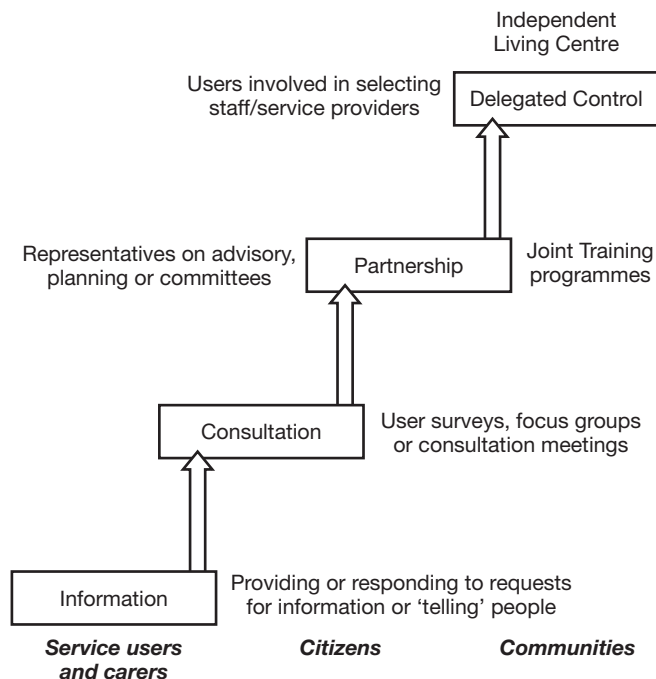 Independent
Living Centre
Users involved in selecting
staff/service providers
Delegated Control
Representatives on advisory,
planning or committees
Partnership
Joint Training
programmes
Consultation
User surveys, focus groups
or consultation meetings
Information
Providing or responding to requests
for information or ‘telling’ people
Service users
and carers
Citizens
Communities